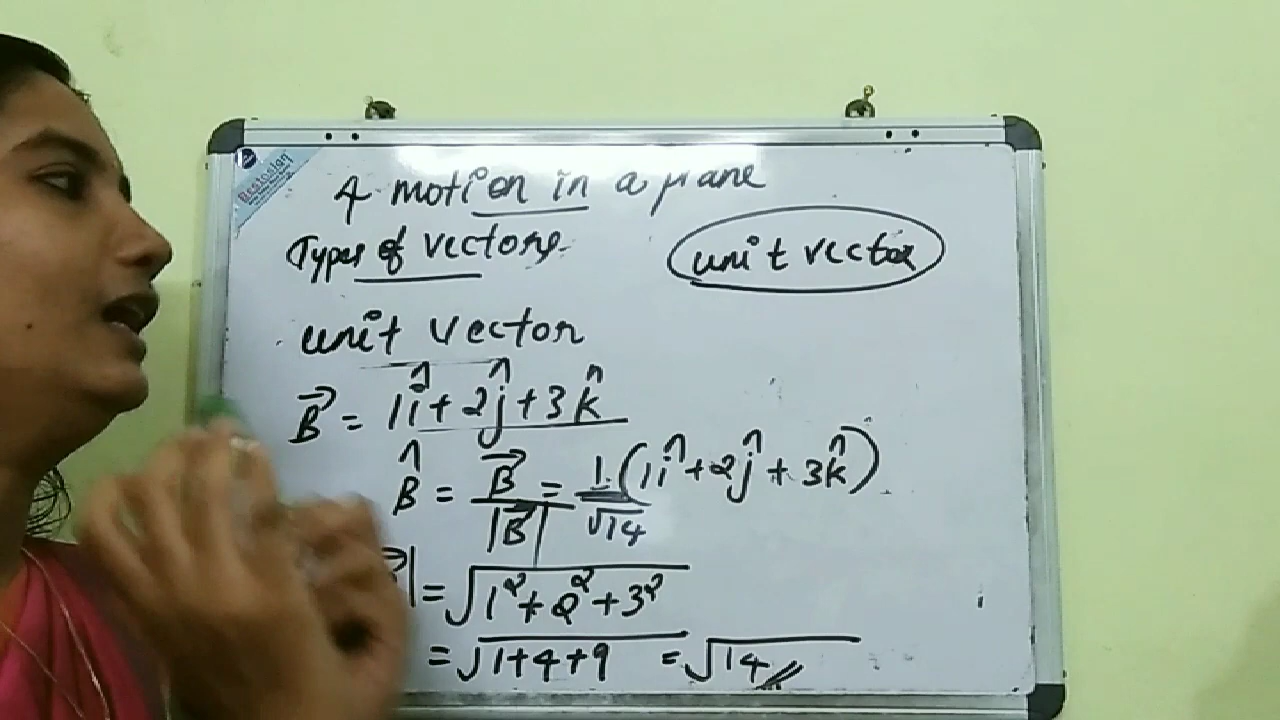 Bestosign
4 motion in a plane
Types of vectors
unit vector
unit vector
B⃗ = 1î + 2ĵ + 3k̂
B̂ = B⃗ / |B⃗| = 1/√14 (1î + 2ĵ + 3k̂)
| = √1² + 2² + 3²
= √1+4+9 = √14